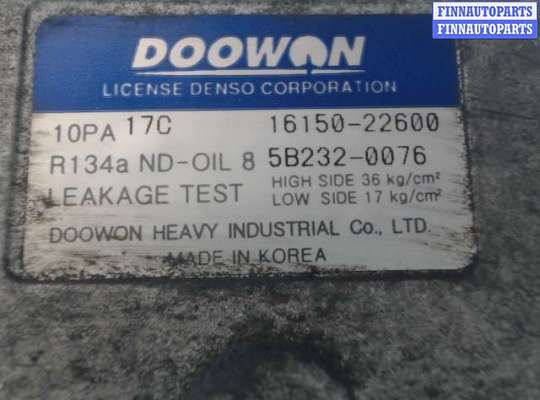 FINNAUTOPARTS
FINNAUTOPARTS
DOOWON
LICENSE DENSO CORPORATION
10PA 17C 16150-22600
R134a ND-OIL 8 5B232-0076
LEAKAGE TEST HIGH SIDE 36 kg/cm²
LOW SIDE 17 kg/cm²
DOOWON HEAVY INDUSTRIAL Co., LTD.
MADE IN KOREA